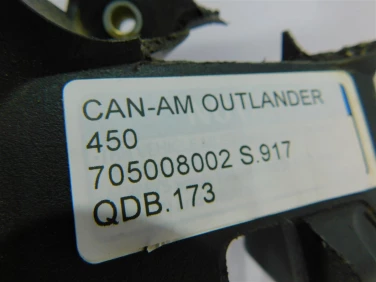 CAN-AM OUTLANDER
450
705008002 S.917
QDB.173